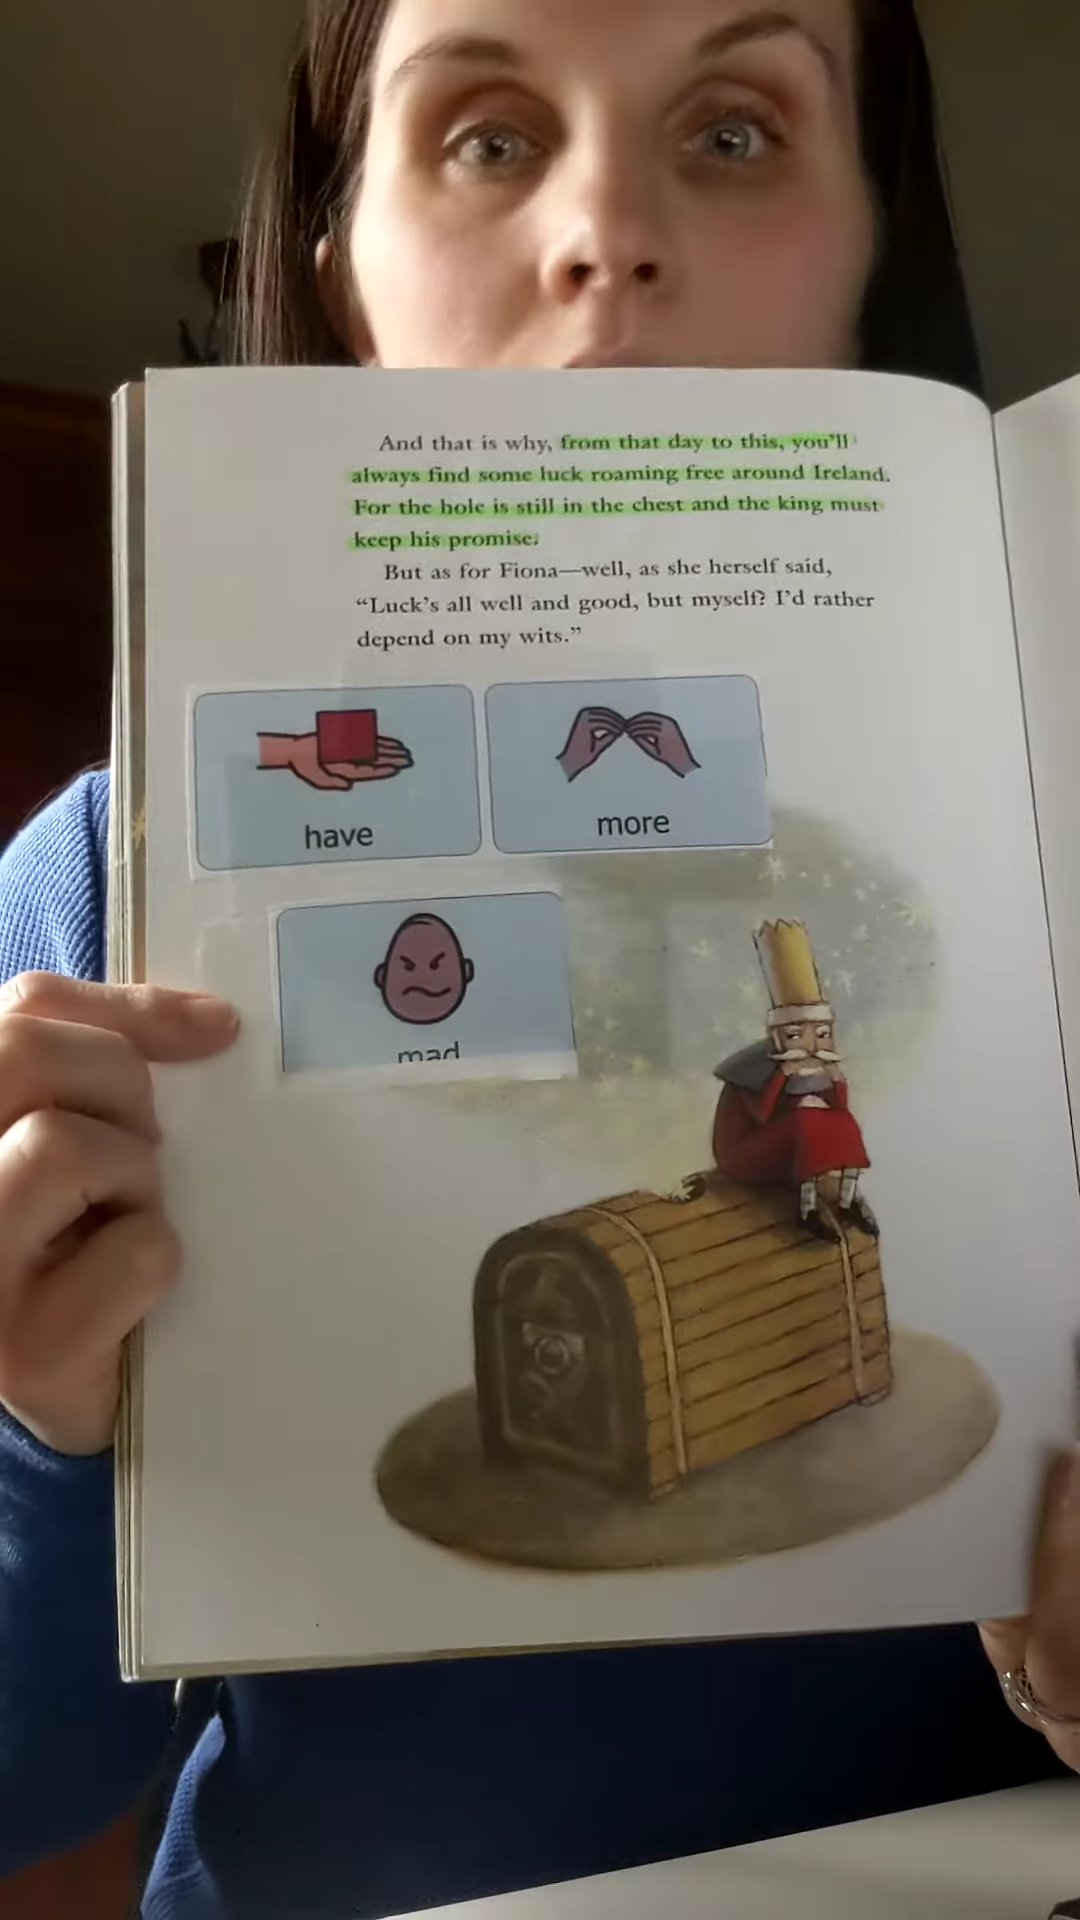 And that is why, from that day to this, you'll
always find some luck roaming free around Ireland.
For the hole is still in the chest and the king must
keep his promise.
But as for Fiona—well, as she herself said,
“Luck's all well and good, but myself? I'd rather
depend on my wits.”
have
more
mad